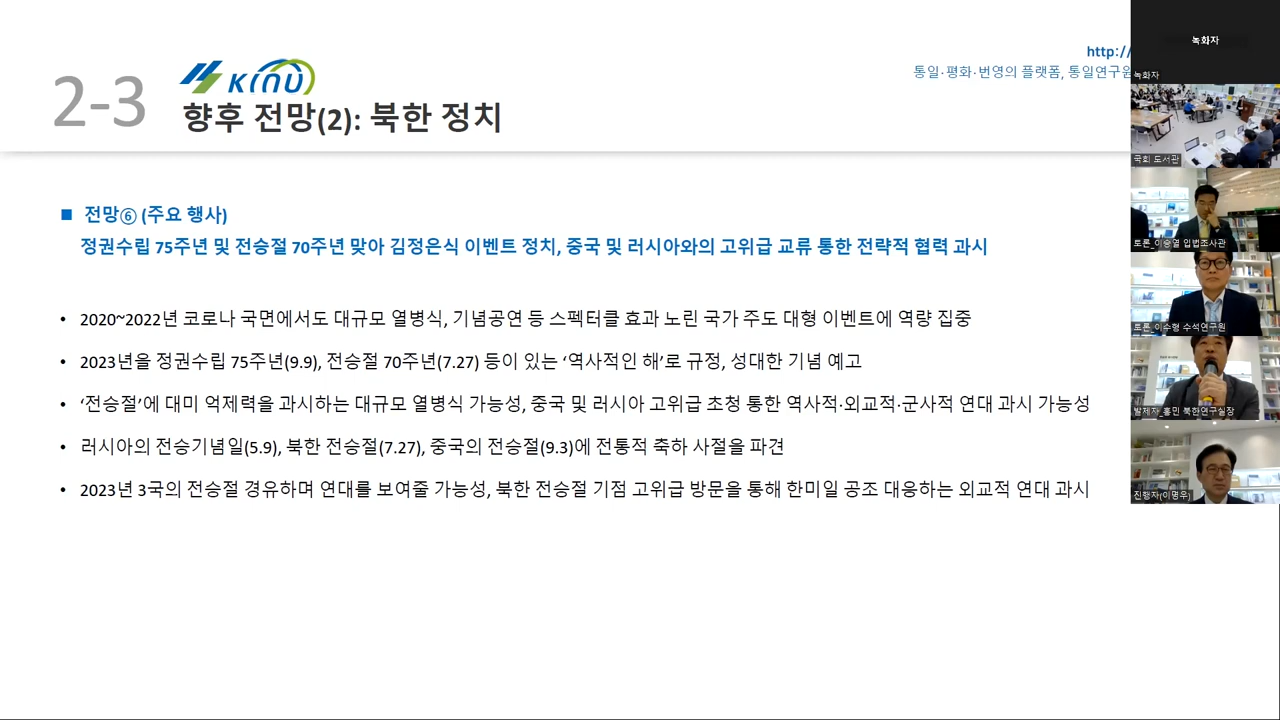 2-3
KINU
향후 전망(2): 북한 정치
http://
통일·평화·번영의 플랫폼, 통일연구원
■ 전망⑥ (주요 행사)
정권수립 75주년 및 전승절 70주년 맞아 김정은식 이벤트 정치, 중국 및 러시아와의 고위급 교류 통한 전략적 협력 과시
• 2020~2022년 코로나 국면에서도 대규모 열병식, 기념공연 등 스펙터클 효과 노린 국가 주도 대형 이벤트에 역량 집중
• 2023년을 정권수립 75주년(9.9), 전승절 70주년(7.27) 등이 있는 ‘역사적인 해’로 규정, 성대한 기념 예고
• ‘전승절’에 대미 억제력을 과시하는 대규모 열병식 가능성, 중국 및 러시아 고위급 초청 통한 역사적·외교적·군사적 연대 과시 가능성
• 러시아의 전승기념일(5.9), 북한 전승절(7.27), 중국의 전승절(9.3)에 전통적 축하 사절을 파견
• 2023년 3국의 전승절 경유하며 연대를 보여줄 가능성, 북한 전승절 기점 고위급 방문을 통해 한미일 공조 대응하는 외교적 연대 과시
녹화자
녹화자
국회 도서관
토론_이승열 입법조사관
토론_이수형 수석연구원
발제자_홍민 북한연구실장
진행자(이명우)